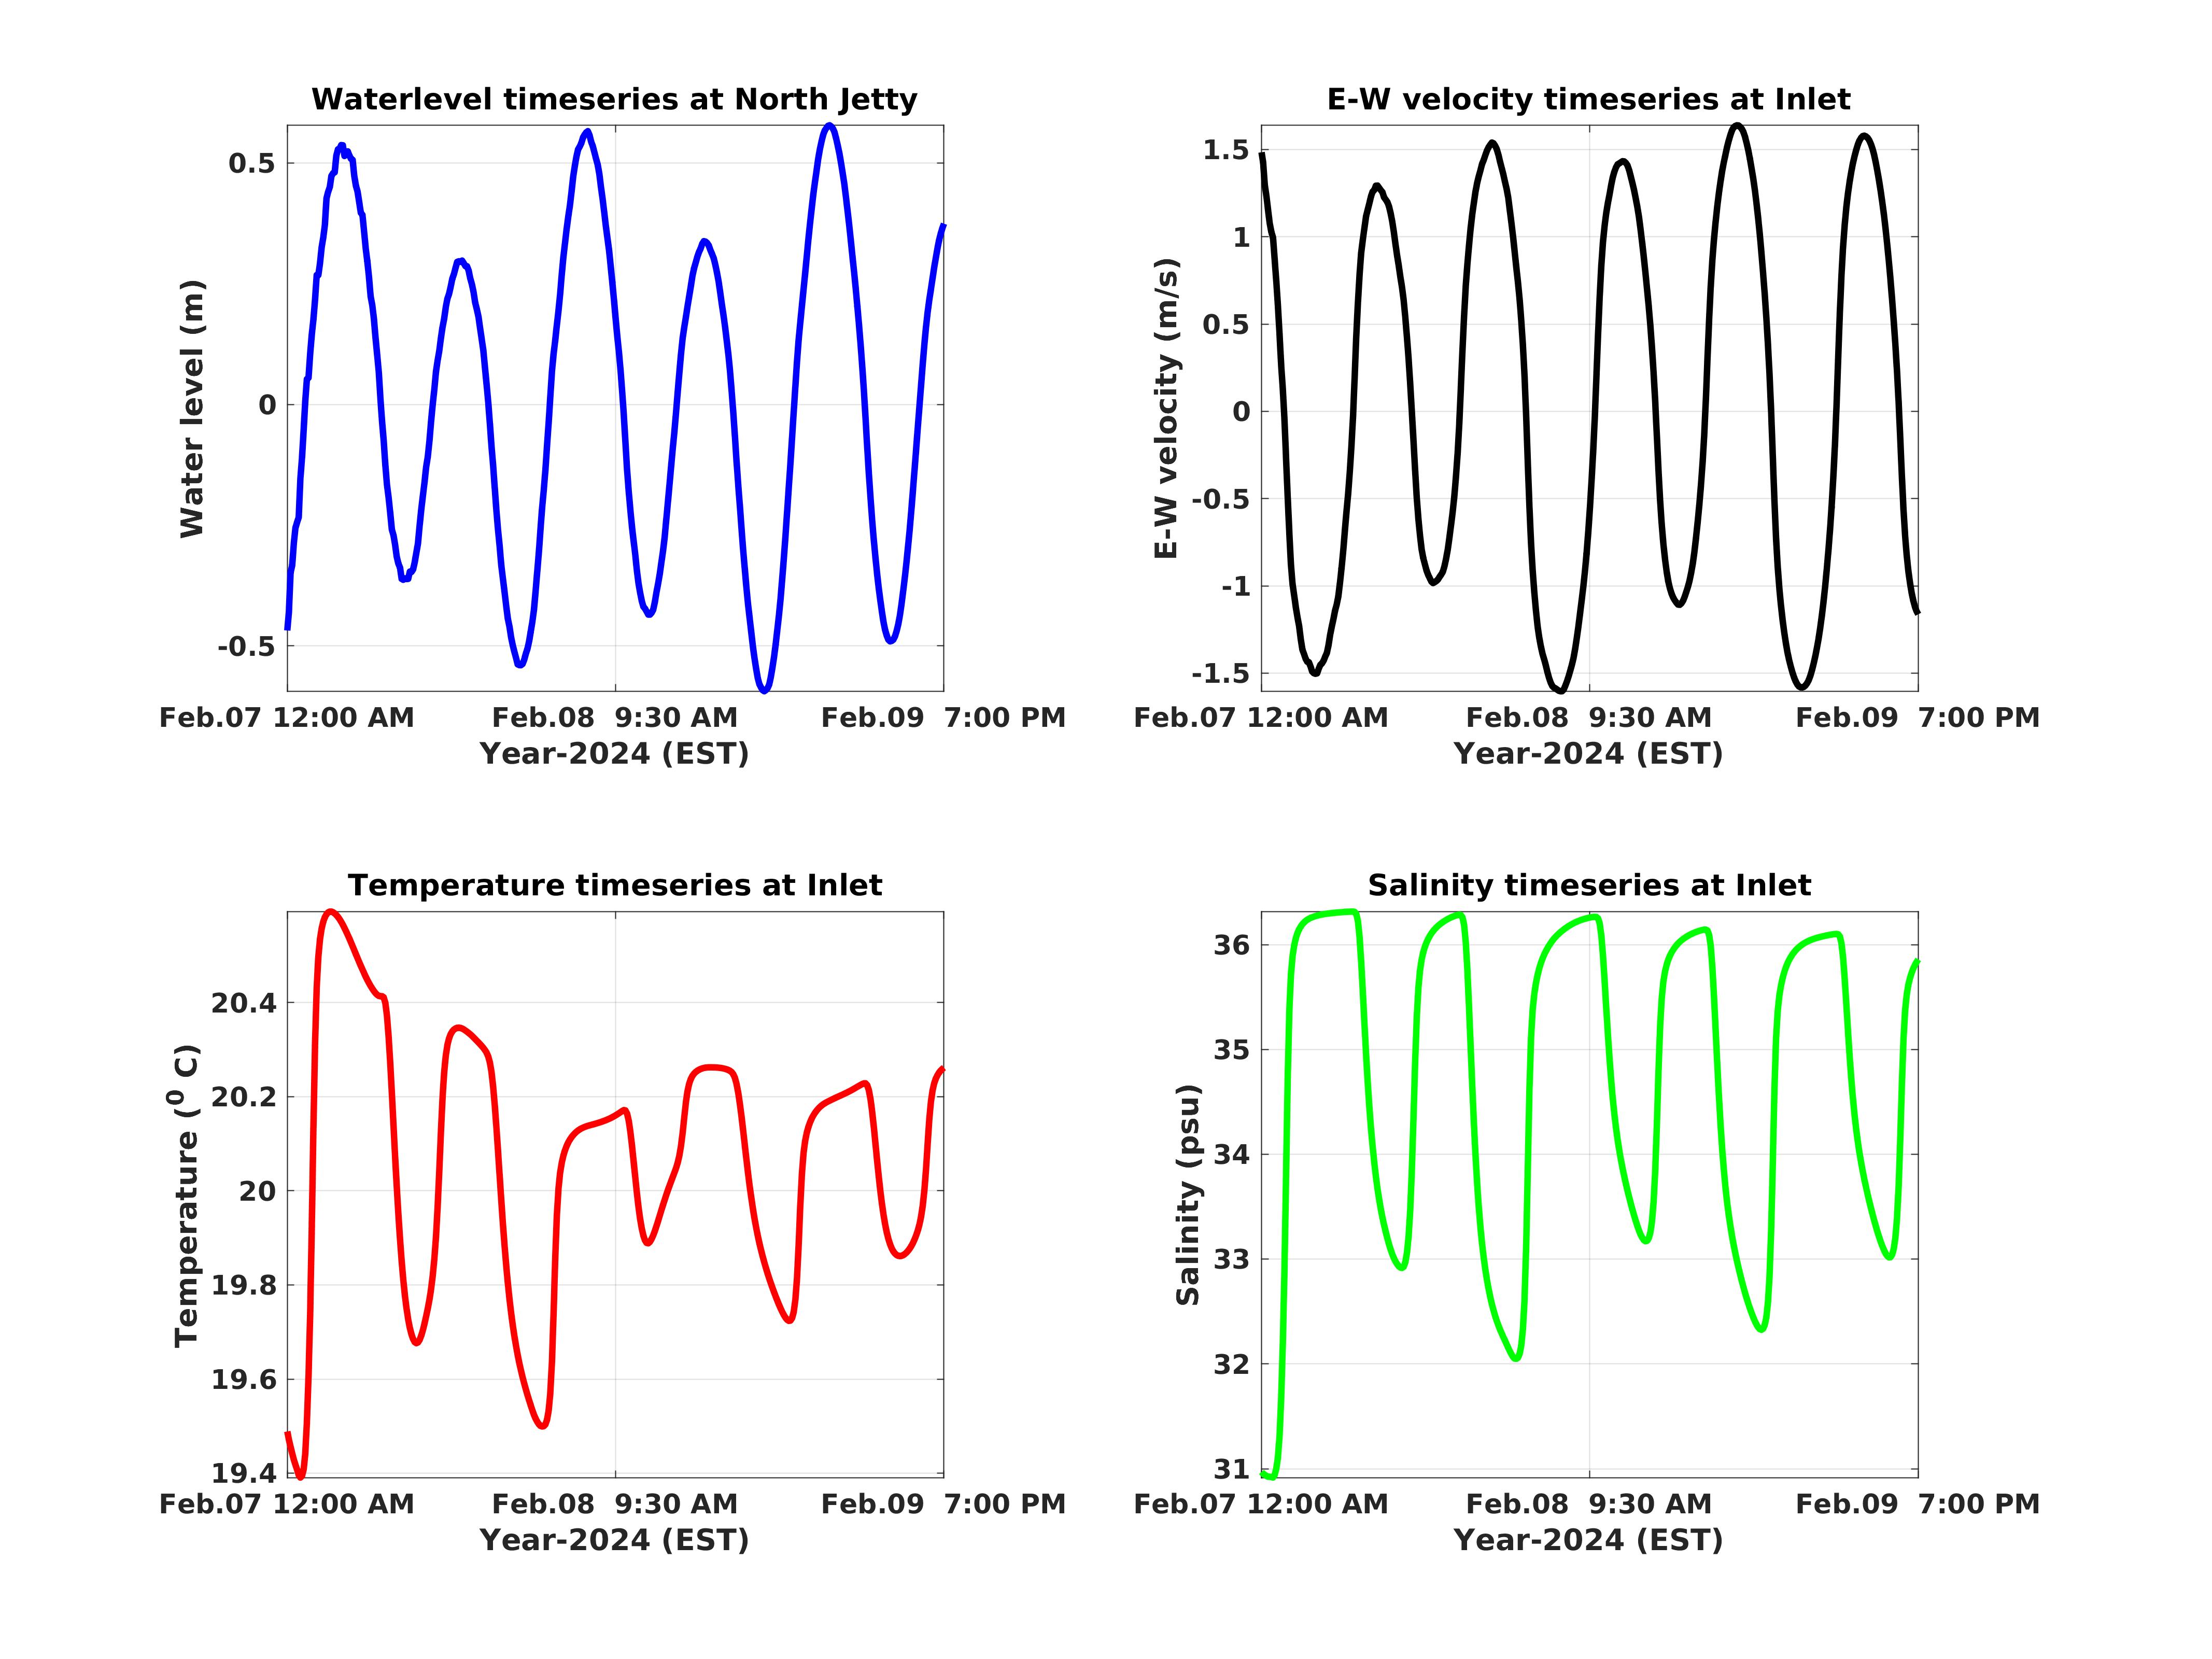 Waterlevel timeseries at North Jetty
0.5
0
-0.5
Water level (m)
Feb.07 12:00 AM Feb.08 9:30 AM Feb.09 7:00 PM
Year-2024 (EST)
E-W velocity timeseries at Inlet
1.5
1
0.5
0
-0.5
-1
-1.5
E-W velocity (m/s)
Feb.07 12:00 AM Feb.08 9:30 AM Feb.09 7:00 PM
Year-2024 (EST)
Temperature timeseries at Inlet
20.4
20.2
20
19.8
19.6
19.4
Temperature (⁰ C)
Feb.07 12:00 AM Feb.08 9:30 AM Feb.09 7:00 PM
Year-2024 (EST)
Salinity timeseries at Inlet
36
35
34
33
32
31
Salinity (psu)
Feb.07 12:00 AM Feb.08 9:30 AM Feb.09 7:00 PM
Year-2024 (EST)